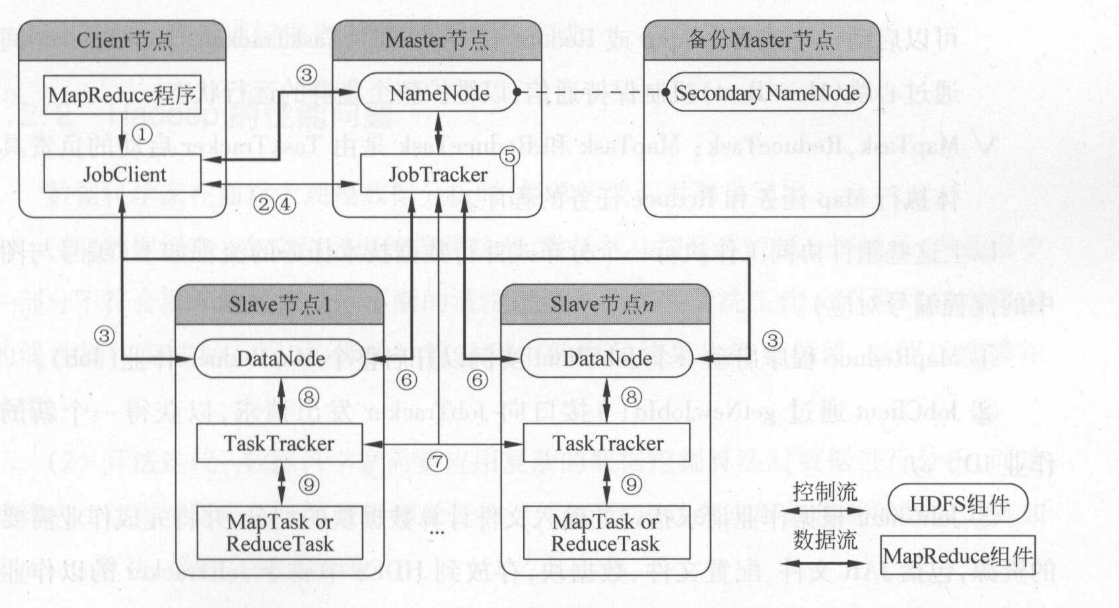 Client节点
MapReduce程序
①
JobClient
Master节点
③
NameNode
⑤
JobTracker
②④
备份Master节点
Secondary NameNode
Slave节点1
③
DataNode
⑧
TaskTracker
⑨
MapTask or
ReduceTask
⑥
⑥
⑦
...
Slave节点n
③
DataNode
⑧
TaskTracker
⑨
MapTask or
ReduceTask
控制流
HDFS组件
数据流
MapReduce组件